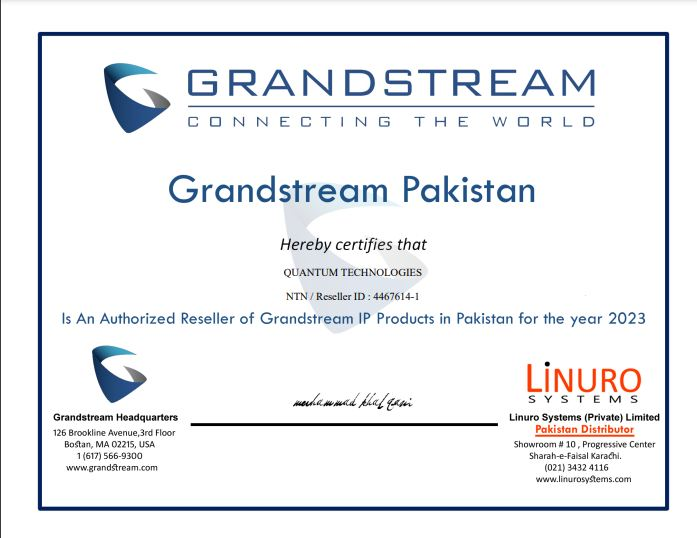 GRANDSTREAM
CONNECTING THE WORLD
Grandstream Pakistan
Hereby certifies that
QUANTUM TECHNOLOGIES
NTN / Reseller ID : 4467614-1
Is An Authorized Reseller of Grandstream IP Products in Pakistan for the year 2023
Grandstream Headquarters
126 Brookline Avenue,3rd Floor
Bostan, MA 02215, USA
1 (617) 566-9300
www.grandstream.com
muhammad khalqain
LiNURO
SYSTEMS
Linuro Systems (Private) Limited
Pakistan Distributor
Showroom # 10 , Progressive Center
Sharah-e-Faisal Karachi.
(021) 3432 4116
www.linurosystems.com